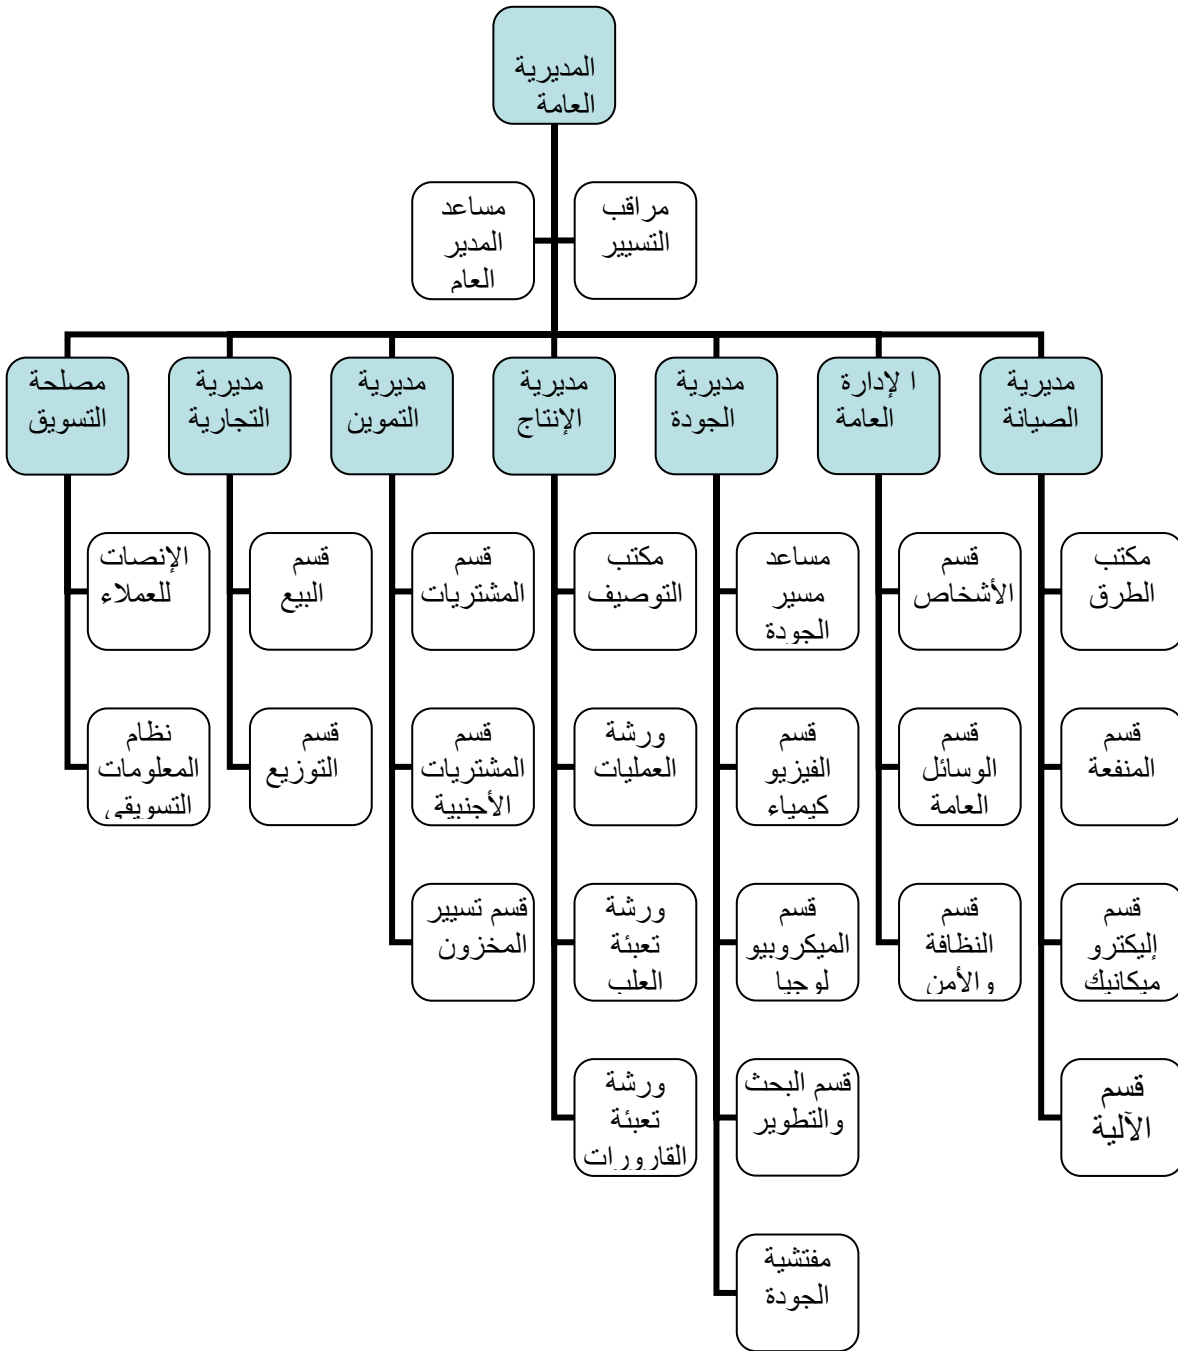 المديرية
العامة
مراقب
التسيير
مساعد
المدير
العام
مديرية
الصيانة
ا لإدارة
العامة
مديرية
الجودة
مديرية
الإنتاج
مديرية
التموين
مديرية
التجارية
مصلحة
التسويق
مكتب
الطرق
قسم
الأشخاص
مساعد
مسير
الجودة
مكتب
التوصيف
قسم
المشتريات
قسم
البيع
الإنصات
للعملاء
قسم
المنفعة
قسم
الوسائل
العامة
قسم
الفيزيو
كيمياء
ورشة
العمليات
قسم
المشتريات
الأجنبية
قسم
التوزيع
نظام
المعلومات
التسويقي
قسم
إليكترو
ميكانيك
قسم
النظافة
والأمن
قسم
الميكروبيو
لوجيا
ورشة
تعبئة
العلب
قسم تسيير
المخزون
قسم
الآلية
قسم البحث
والتطوير
ورشة
تعبئة
القارورات
مفتشية
الجودة